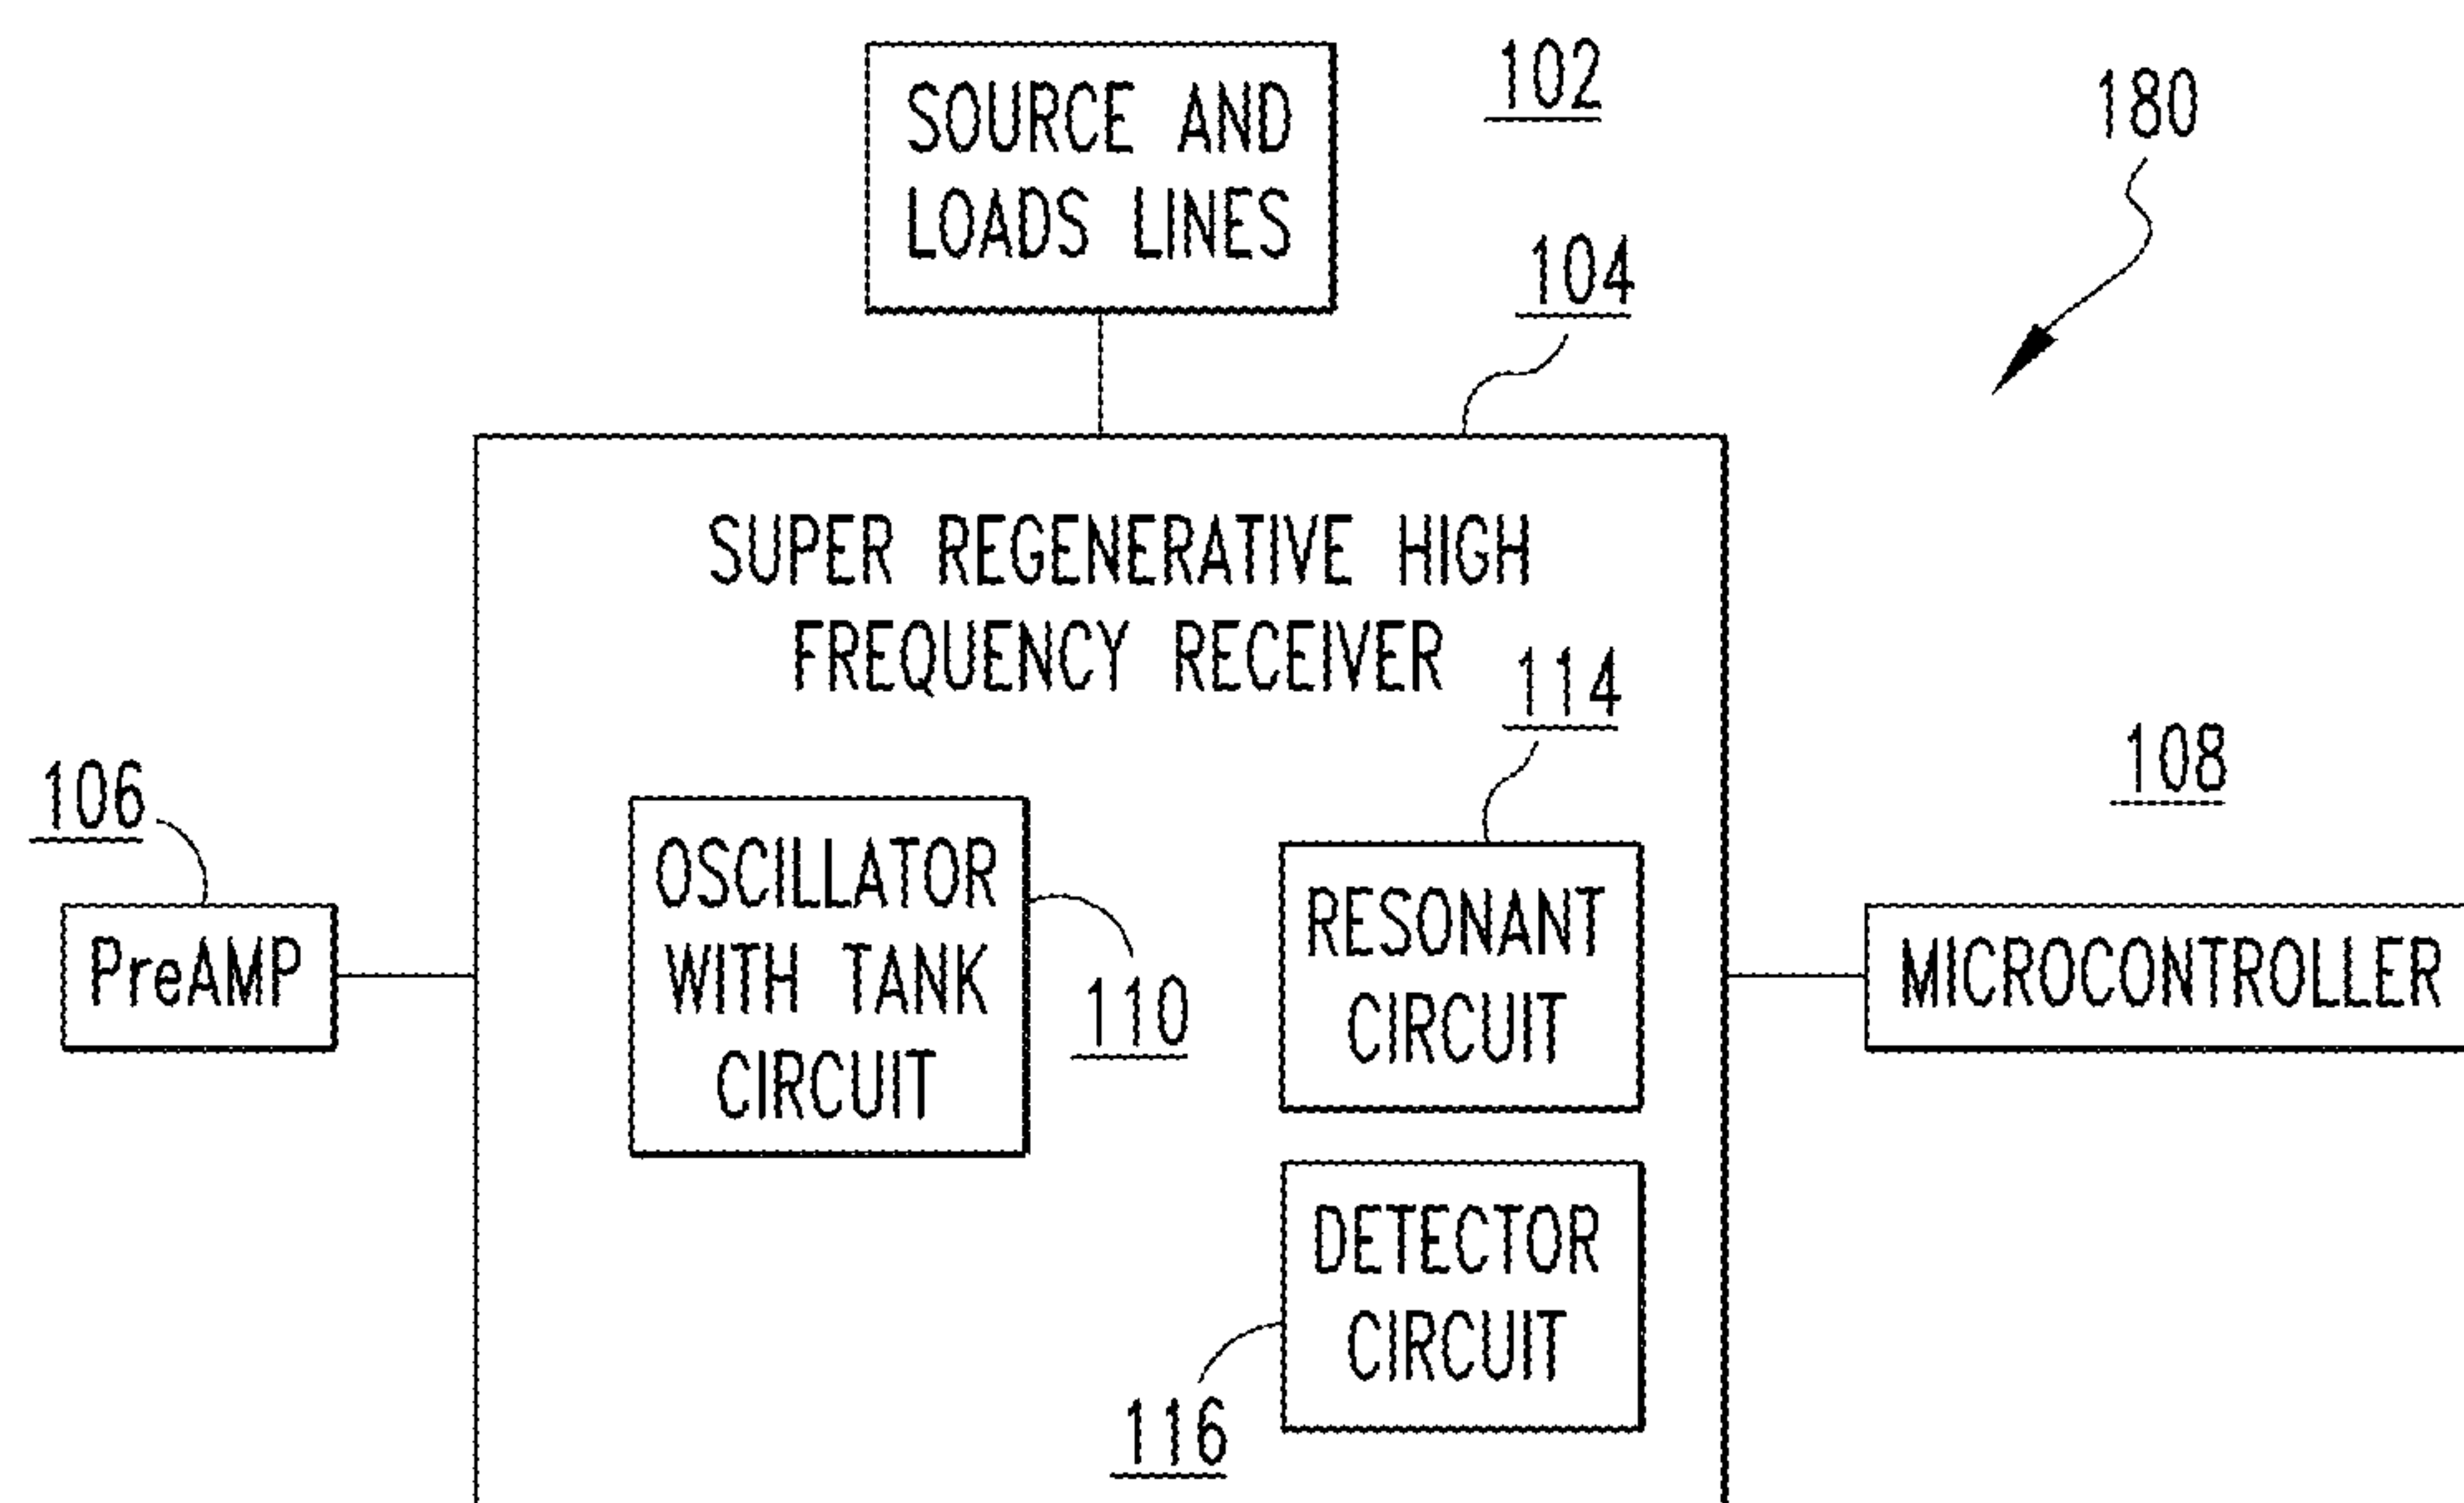 SOURCE AND
LOADS LINES
102
180
104
SUPER REGENERATIVE HIGH
FREQUENCY RECEIVER
114
106
108
OSCILLATOR
WITH TANK
CIRCUIT
110
RESONANT
CIRCUIT
PreAMP
MICROCONTROLLER
DETECTOR
CIRCUIT
116